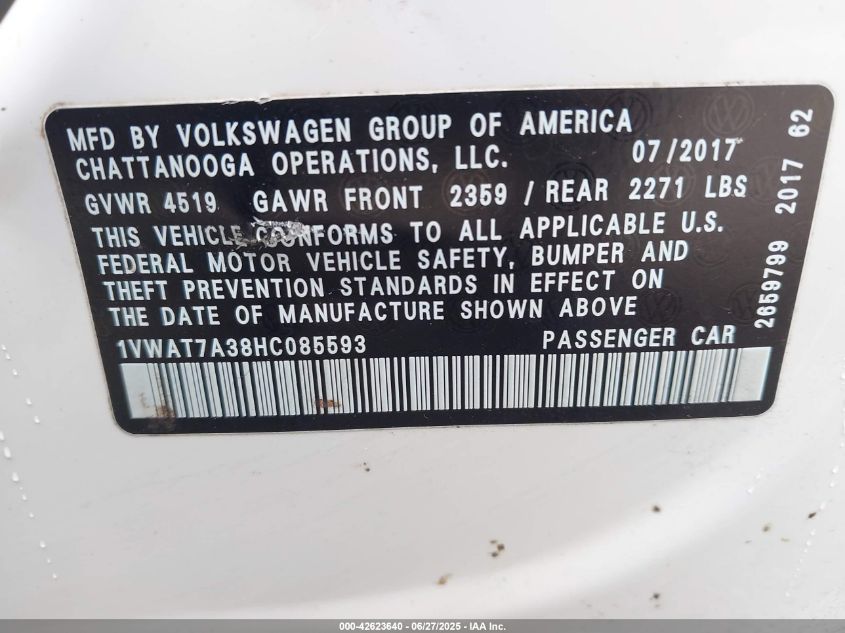 MFD BY VOLKSWAGEN GROUP OF AMERICA
CHATTANOOGA OPERATIONS, LLC. 07/2017
GVWR 4519 GAWR FRONT 2359 / REAR 2271 LBS
THIS VEHICLE CONFORMS TO ALL APPLICABLE U.S.
FEDERAL MOTOR VEHICLE SAFETY, BUMPER AND
THEFT PREVENTION STANDARDS IN EFFECT ON
THE DATE OF MANUFACTURE SHOWN ABOVE
1VWAT7A38HC085593 PASSENGER CAR
2659799 2017 62
000-42623640 - 06/27/2025 - IAA Inc.